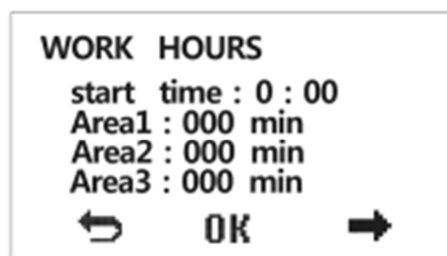 WORK HOURS
start time : 0 : 00
Area1 : 000 min
Area2 : 000 min
Area3 : 000 min
OK